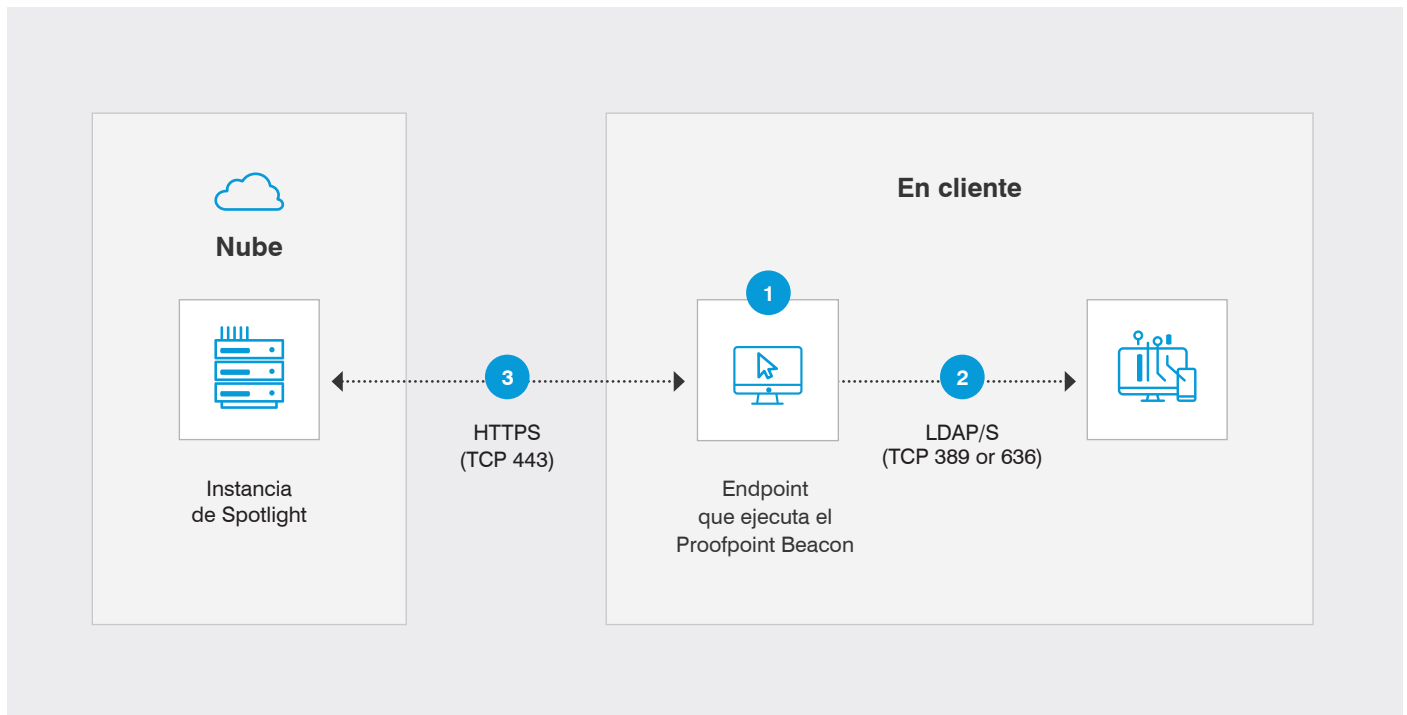 Nube
Instancia
de Spotlight
3
HTTPS
(TCP 443)
En cliente
1
Endpoint
que ejecuta el
Proofpoint Beacon
2
LDAP/S
(TCP 389 or 636)